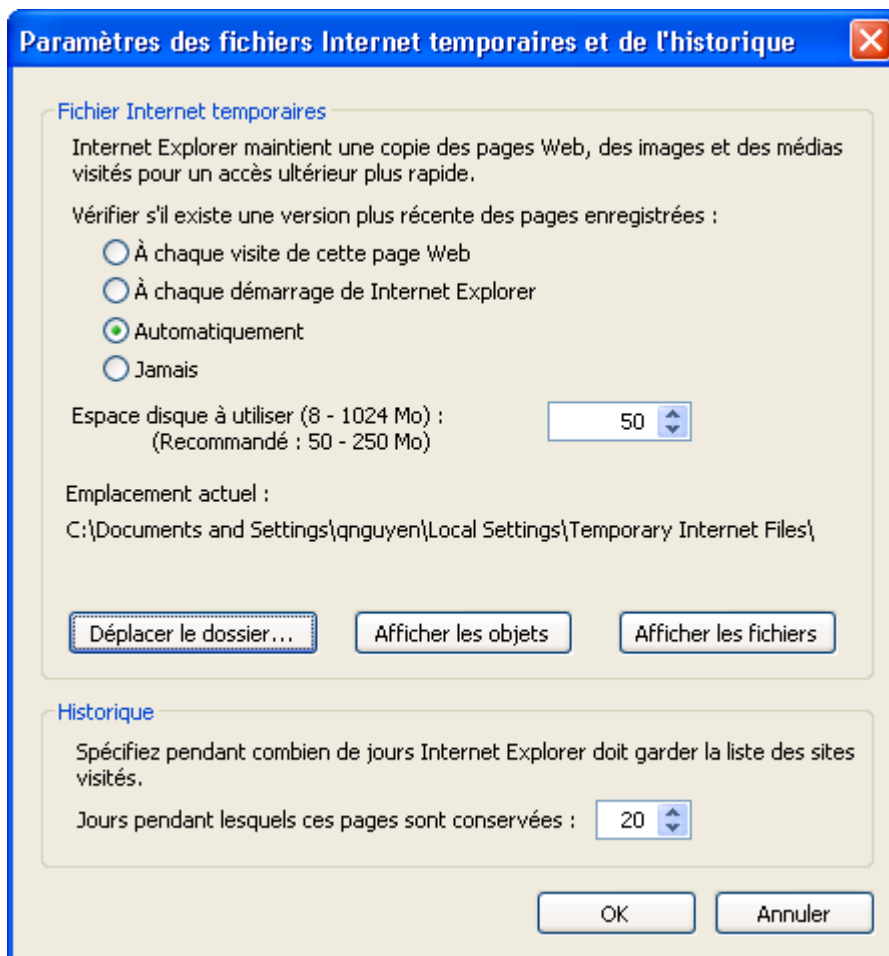 Paramètres des fichiers Internet temporaires et de l'historique
Fichier Internet temporaires
Internet Explorer maintient une copie des pages Web, des images et des médias
visités pour un accès ultérieur plus rapide.
Vérifier s'il existe une version plus récente des pages enregistrées :
À chaque visite de cette page Web
À chaque démarrage de Internet Explorer
Automatiquement
Jamais
Espace disque à utiliser (8 - 1024 Mo) : 50
(Recommandé : 50 - 250 Mo)
Emplacement actuel :
C:\Documents and Settings\qnguyen\Local Settings\Temporary Internet Files\
Déplacer le dossier... Afficher les objets Afficher les fichiers
Historique
Spécifiez pendant combien de jours Internet Explorer doit garder la liste des sites
visités.
Jours pendant lesquels ces pages sont conservées : 20
OK Annuler